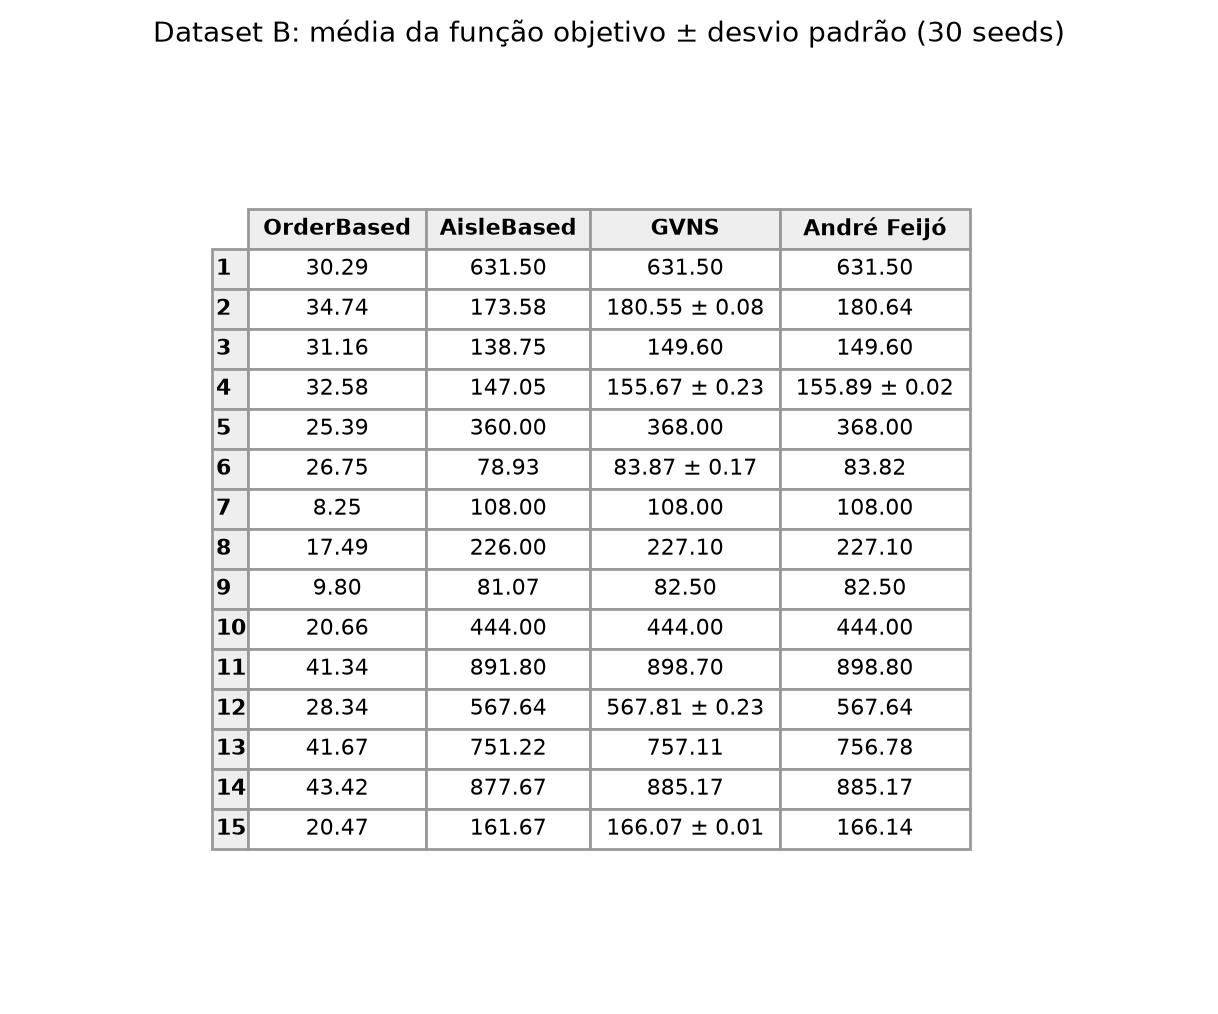 Dataset B: média da função objetivo ± desvio padrão (30 seeds)
OrderBased AisleBased GVNS André Feijó
1 30.29 631.50 631.50 631.50
2 34.74 173.58 180.55 ± 0.08 180.64
3 31.16 138.75 149.60 149.60
4 32.58 147.05 155.67 ± 0.23 155.89 ± 0.02
5 25.39 360.00 368.00 368.00
6 26.75 78.93 83.87 ± 0.17 83.82
7 8.25 108.00 108.00 108.00
8 17.49 226.00 227.10 227.10
9 9.80 81.07 82.50 82.50
10 20.66 444.00 444.00 444.00
11 41.34 891.80 898.70 898.80
12 28.34 567.64 567.81 ± 0.23 567.64
13 41.67 751.22 757.11 756.78
14 43.42 877.67 885.17 885.17
15 20.47 161.67 166.07 ± 0.01 166.14